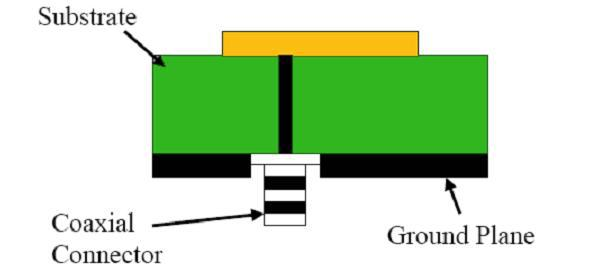 Substrate
Coaxial
Connector
Ground Plane